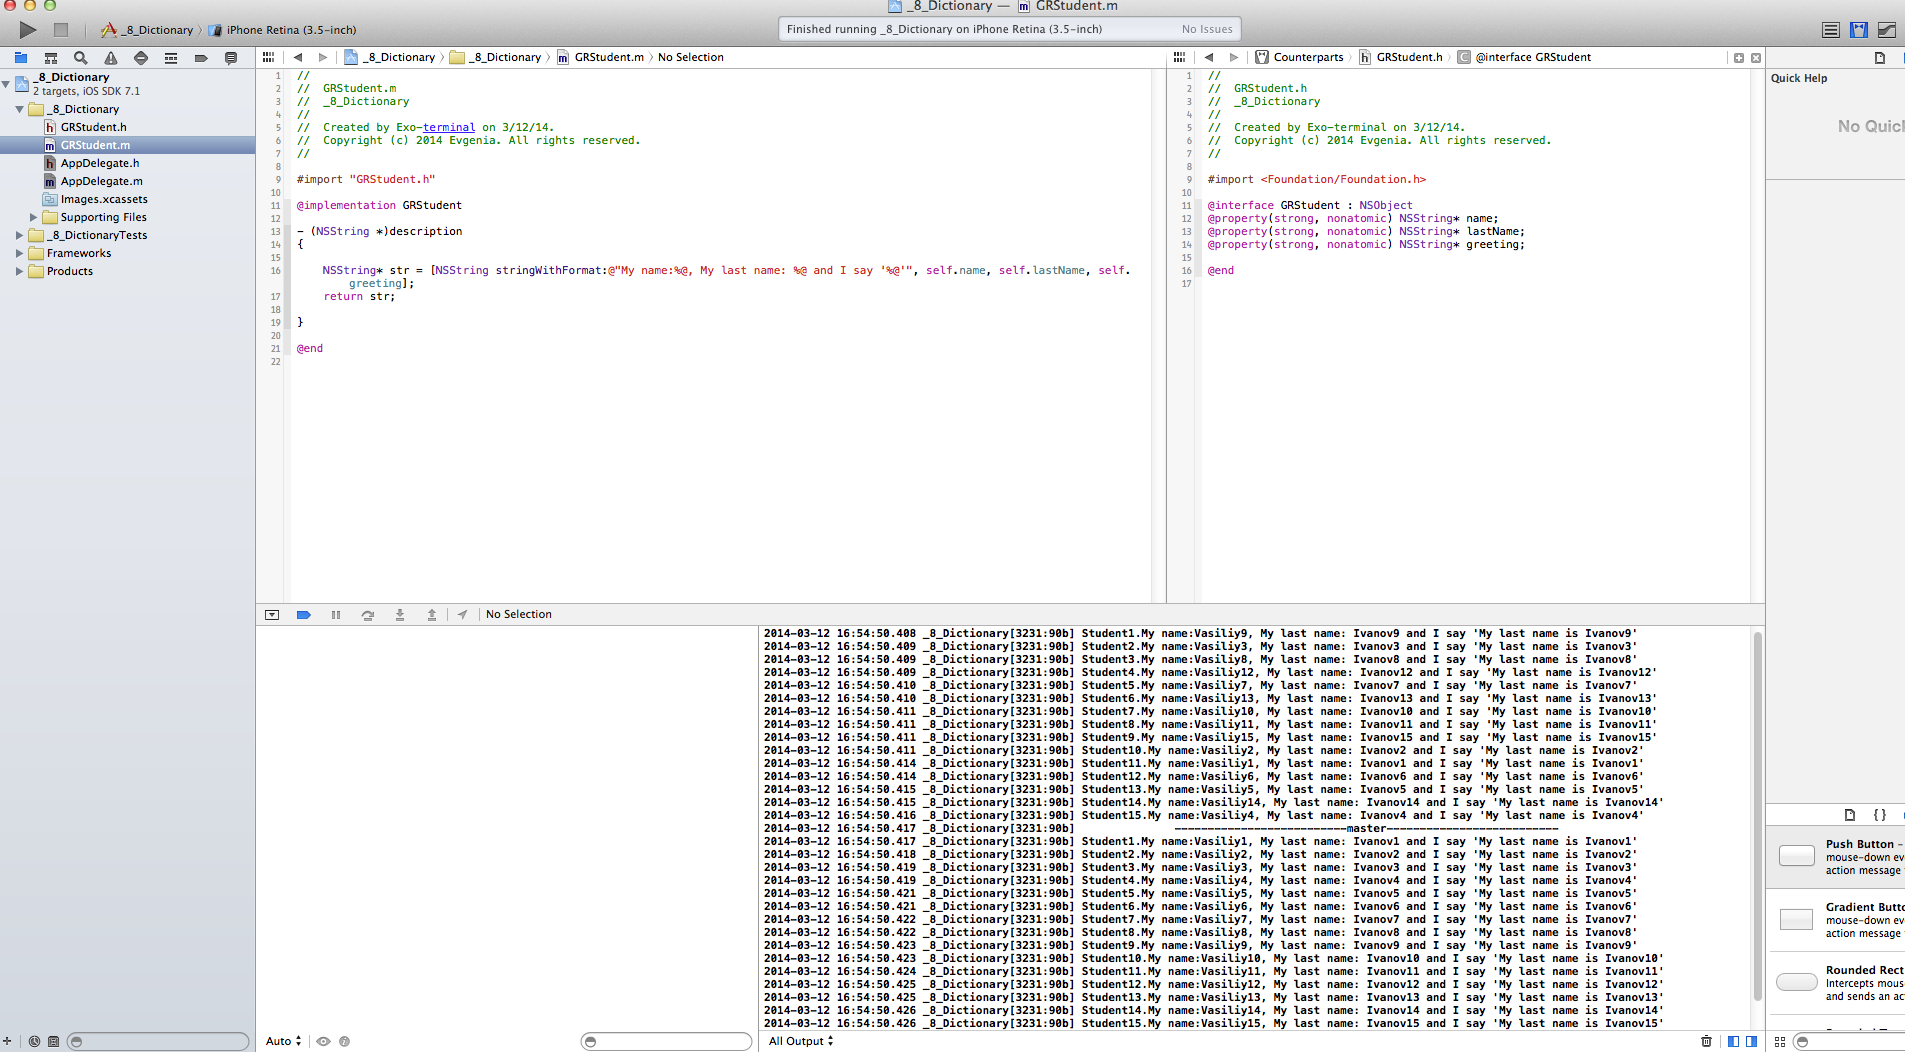 _8_Dictionary — GRStudent.m
_8_Dictionary iPhone Retina (3.5-inch)
Finished running _8_Dictionary on iPhone Retina (3.5-inch) No Issues
_8_Dictionary
2 targets, iOS SDK 7.1
_8_Dictionary
GRStudent.h
GRStudent.m
AppDelegate.h
AppDelegate.m
Images.xcassets
Supporting Files
_8_DictionaryTests
Frameworks
Products
_8_Dictionary _8_Dictionary GRStudent.m No Selection
1 //
2 //  GRStudent.m
3 //  _8_Dictionary
4 //
5 //  Created by Exo-terminal on 3/12/14.
6 //  Copyright (c) 2014 Evgenia. All rights reserved.
7 //
8
9 #import "GRStudent.h"
10
11 @implementation GRStudent
12
13 - (NSString *)description
14 {
15
16     NSString* str = [NSString stringWithFormat:@"My name:%@, My last name: %@ and I say '%@'", self.name, self.lastName, self.
greeting];
17     return str;
18
19 }
20
21 @end
22
Counterparts GRStudent.h @interface GRStudent
1 //
2 //  GRStudent.h
3 //  _8_Dictionary
4 //
5 //  Created by Exo-terminal on 3/12/14.
6 //  Copyright (c) 2014 Evgenia. All rights reserved.
7 //
8
9 #import <Foundation/Foundation.h>
10
11 @interface GRStudent : NSObject
12 @property(strong, nonatomic) NSString* name;
13 @property(strong, nonatomic) NSString* lastName;
14 @property(strong, nonatomic) NSString* greeting;
15
16 @end
17
Quick Help
No Quick
No Selection
2014-03-12 16:54:50.408 _8_Dictionary[3231:90b] Student1.My name:Vasiliy9, My last name: Ivanov9 and I say 'My last name is Ivanov9'
2014-03-12 16:54:50.409 _8_Dictionary[3231:90b] Student2.My name:Vasiliy3, My last name: Ivanov3 and I say 'My last name is Ivanov3'
2014-03-12 16:54:50.409 _8_Dictionary[3231:90b] Student3.My name:Vasiliy8, My last name: Ivanov8 and I say 'My last name is Ivanov8'
2014-03-12 16:54:50.409 _8_Dictionary[3231:90b] Student4.My name:Vasiliy12, My last name: Ivanov12 and I say 'My last name is Ivanov12'
2014-03-12 16:54:50.410 _8_Dictionary[3231:90b] Student5.My name:Vasiliy7, My last name: Ivanov7 and I say 'My last name is Ivanov7'
2014-03-12 16:54:50.410 _8_Dictionary[3231:90b] Student6.My name:Vasiliy13, My last name: Ivanov13 and I say 'My last name is Ivanov13'
2014-03-12 16:54:50.411 _8_Dictionary[3231:90b] Student7.My name:Vasiliy10, My last name: Ivanov10 and I say 'My last name is Ivanov10'
2014-03-12 16:54:50.411 _8_Dictionary[3231:90b] Student8.My name:Vasiliy11, My last name: Ivanov11 and I say 'My last name is Ivanov11'
2014-03-12 16:54:50.411 _8_Dictionary[3231:90b] Student9.My name:Vasiliy15, My last name: Ivanov15 and I say 'My last name is Ivanov15'
2014-03-12 16:54:50.411 _8_Dictionary[3231:90b] Student10.My name:Vasiliy2, My last name: Ivanov2 and I say 'My last name is Ivanov2'
2014-03-12 16:54:50.414 _8_Dictionary[3231:90b] Student11.My name:Vasiliy1, My last name: Ivanov1 and I say 'My last name is Ivanov1'
2014-03-12 16:54:50.414 _8_Dictionary[3231:90b] Student12.My name:Vasiliy6, My last name: Ivanov6 and I say 'My last name is Ivanov6'
2014-03-12 16:54:50.415 _8_Dictionary[3231:90b] Student13.My name:Vasiliy5, My last name: Ivanov5 and I say 'My last name is Ivanov5'
2014-03-12 16:54:50.415 _8_Dictionary[3231:90b] Student14.My name:Vasiliy14, My last name: Ivanov14 and I say 'My last name is Ivanov14'
2014-03-12 16:54:50.416 _8_Dictionary[3231:90b] Student15.My name:Vasiliy4, My last name: Ivanov4 and I say 'My last name is Ivanov4'
2014-03-12 16:54:50.417 _8_Dictionary[3231:90b] --------------------------master--------------------------
2014-03-12 16:54:50.417 _8_Dictionary[3231:90b] Student1.My name:Vasiliy1, My last name: Ivanov1 and I say 'My last name is Ivanov1'
2014-03-12 16:54:50.418 _8_Dictionary[3231:90b] Student2.My name:Vasiliy2, My last name: Ivanov2 and I say 'My last name is Ivanov2'
2014-03-12 16:54:50.419 _8_Dictionary[3231:90b] Student3.My name:Vasiliy3, My last name: Ivanov3 and I say 'My last name is Ivanov3'
2014-03-12 16:54:50.419 _8_Dictionary[3231:90b] Student4.My name:Vasiliy4, My last name: Ivanov4 and I say 'My last name is Ivanov4'
2014-03-12 16:54:50.421 _8_Dictionary[3231:90b] Student5.My name:Vasiliy5, My last name: Ivanov5 and I say 'My last name is Ivanov5'
2014-03-12 16:54:50.421 _8_Dictionary[3231:90b] Student6.My name:Vasiliy6, My last name: Ivanov6 and I say 'My last name is Ivanov6'
2014-03-12 16:54:50.422 _8_Dictionary[3231:90b] Student7.My name:Vasiliy7, My last name: Ivanov7 and I say 'My last name is Ivanov7'
2014-03-12 16:54:50.422 _8_Dictionary[3231:90b] Student8.My name:Vasiliy8, My last name: Ivanov8 and I say 'My last name is Ivanov8'
2014-03-12 16:54:50.423 _8_Dictionary[3231:90b] Student9.My name:Vasiliy9, My last name: Ivanov9 and I say 'My last name is Ivanov9'
2014-03-12 16:54:50.423 _8_Dictionary[3231:90b] Student10.My name:Vasiliy10, My last name: Ivanov10 and I say 'My last name is Ivanov10'
2014-03-12 16:54:50.424 _8_Dictionary[3231:90b] Student11.My name:Vasiliy11, My last name: Ivanov11 and I say 'My last name is Ivanov11'
2014-03-12 16:54:50.425 _8_Dictionary[3231:90b] Student12.My name:Vasiliy12, My last name: Ivanov12 and I say 'My last name is Ivanov12'
2014-03-12 16:54:50.425 _8_Dictionary[3231:90b] Student13.My name:Vasiliy13, My last name: Ivanov13 and I say 'My last name is Ivanov13'
2014-03-12 16:54:50.426 _8_Dictionary[3231:90b] Student14.My name:Vasiliy14, My last name: Ivanov14 and I say 'My last name is Ivanov14'
2014-03-12 16:54:50.426 _8_Dictionary[3231:90b] Student15.My name:Vasiliy15, My last name: Ivanov15 and I say 'My last name is Ivanov15'
Push Button –
mouse-down ev
action message
Gradient Butto
mouse-down ev
action message
Rounded Rect
Intercepts mous
and sends an ac
Auto
All Output